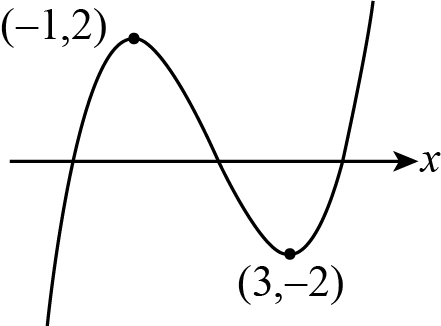 (−1,2)
x
(3,−2)